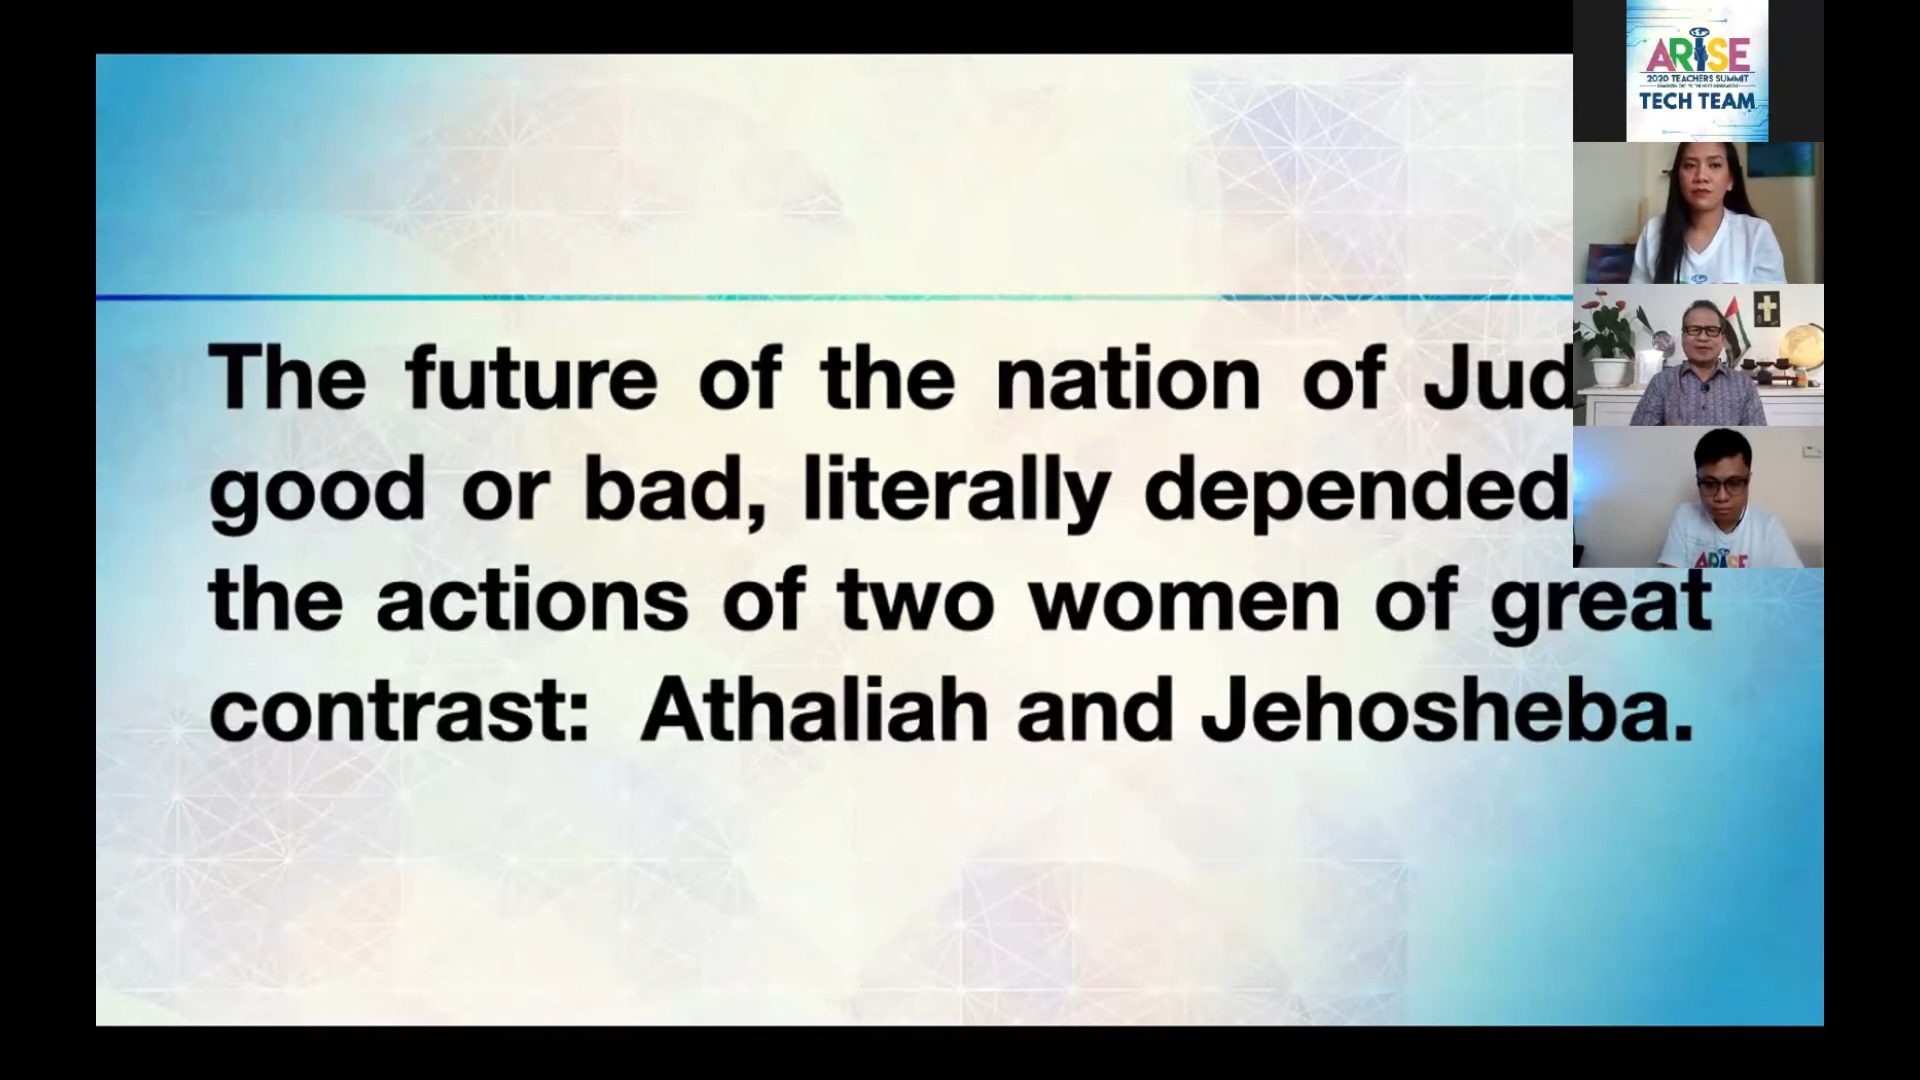 The future of the nation of Jud
good or bad, literally depended
the actions of two women of great
contrast: Athaliah and Jehosheba.
ARISE
2020 TEACHERS SUMMIT
TECH TEAM
ARISE